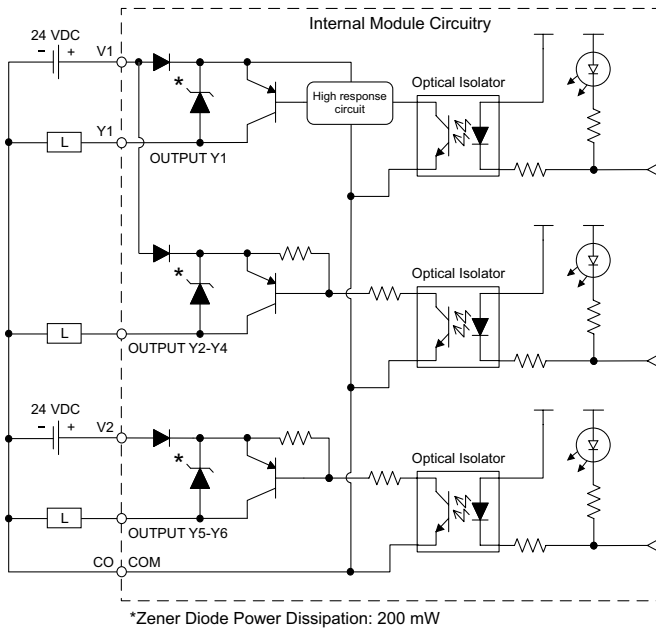 Internal Module Circuitry
24 VDC
− +
V1
*
Optical Isolator
High response
circuit
Y1
L
OUTPUT Y1
*
Optical Isolator
L
OUTPUT Y2-Y4
24 VDC
− +
V2
*
Optical Isolator
L
OUTPUT Y5-Y6
CO
COM
*Zener Diode Power Dissipation: 200 mW